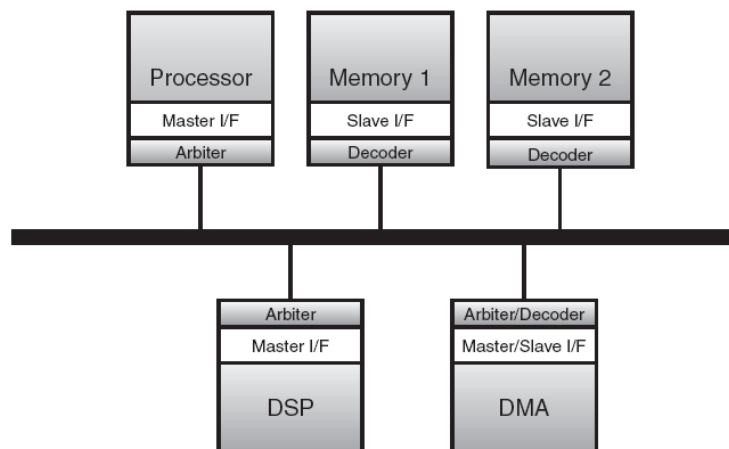 Processor
Master I/F
Arbiter
Memory 1
Slave I/F
Decoder
Memory 2
Slave I/F
Decoder
Arbiter
Master I/F
DSP
Arbiter/Decoder
Master/Slave I/F
DMA